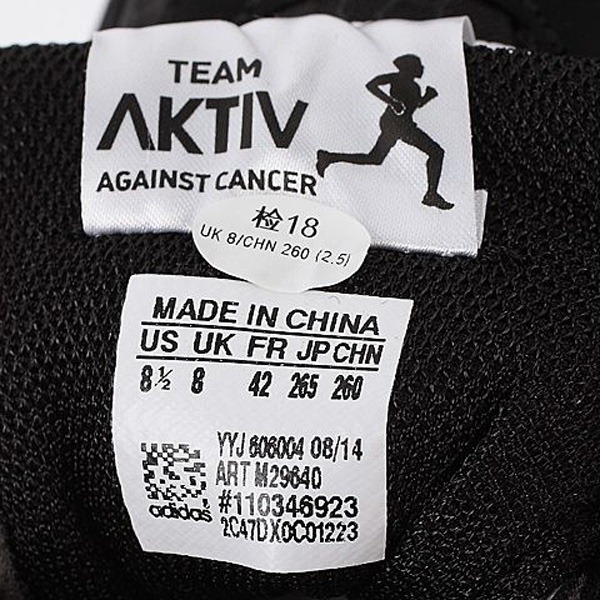 TEAM
AKTIV
AGAINST CANCER
检18
UK 8/CHN 260 (2.5)
MADE IN CHINA
US UK FR JP CHN
8½ 8 42 265 260
YYJ 606004 08/14
ART M29640
#110346923
2C47DX0C01223
adidas